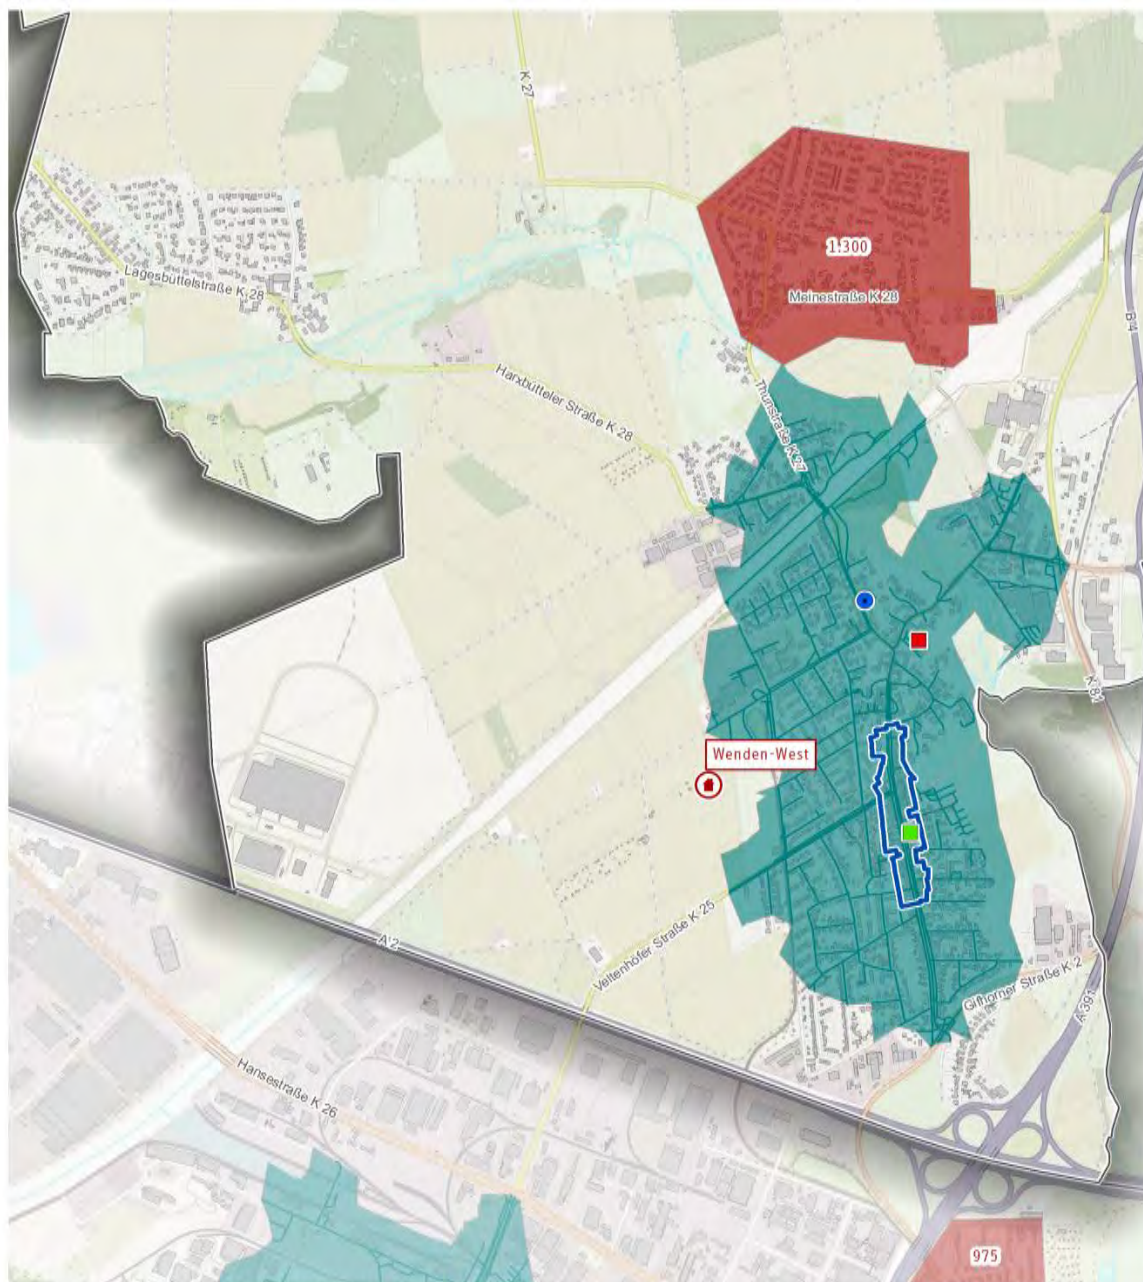 K 27
1.300
Lagesbüttelstraße K 28
Meinestraße K 28
B 4
Harxbütteler Straße K 28
Thunstraße K 27
K 81
Wenden-West
A 2
Veltenhöfer Straße K 25
Gifhorner Straße K 2
A 391
Hansestraße K 26
975